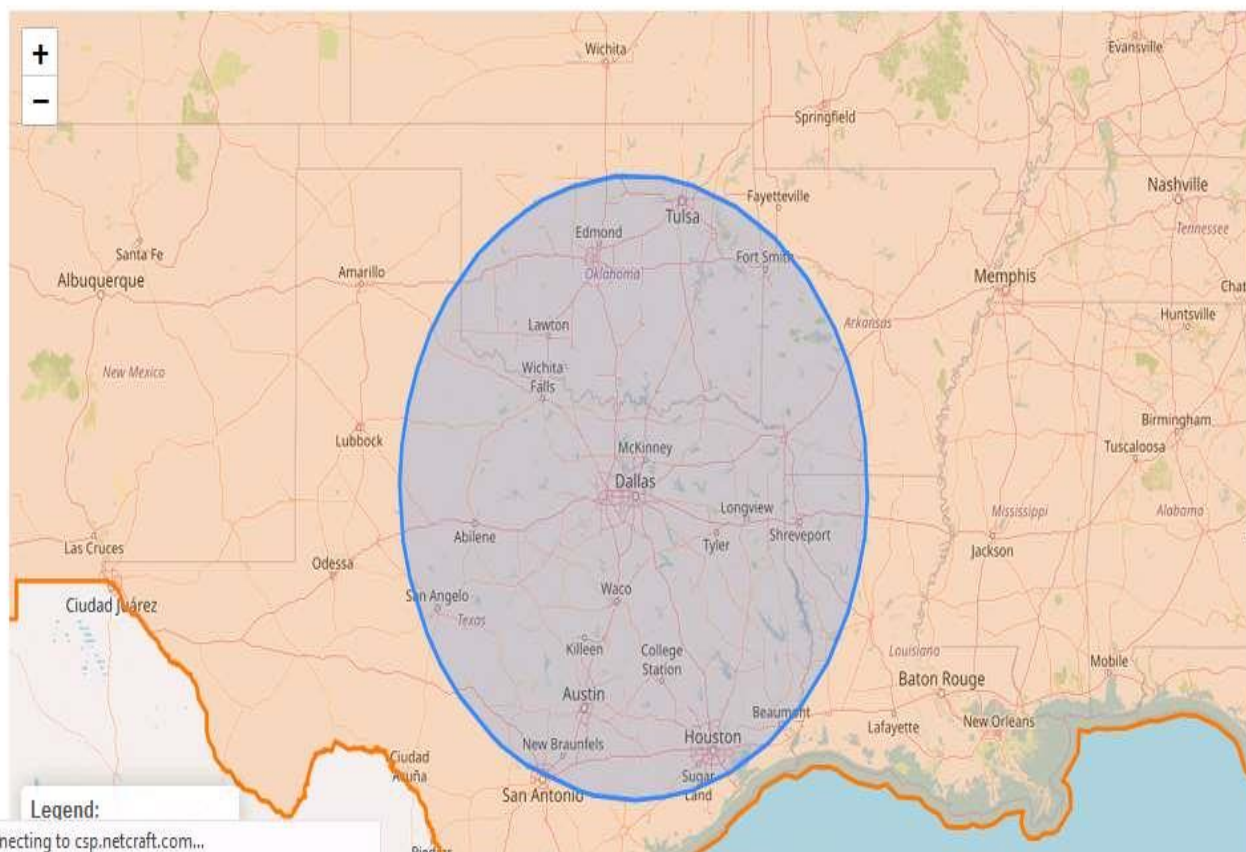 +
Wichita
Evansville
−
Springfield
Nashville
Fayetteville
Tulsa
Tennessee
Edmond
Santa Fe
Fort Smith
Albuquerque
Amarillo
Oklahoma
Memphis
Chat
Huntsville
Lawton
Arkansas
New Mexico
Wichita
Falls
Birmingham
Lubbock
McKinney
Tuscaloosa
Dallas
Longview
Mississippi
Alabama
Abilene
Tyler
Shreveport
Las Cruces
Jackson
Odessa
Waco
San Angelo
Ciudad Juárez
Texas
Killeen
College
Station
Louisiana
Mobile
Baton Rouge
Austin
Beaumont
Lafayette
New Orleans
Houston
New Braunfels
Ciudad
Acuña
Sugar
Land
San Antonio
Legend:
necting to csp.netcraft.com...